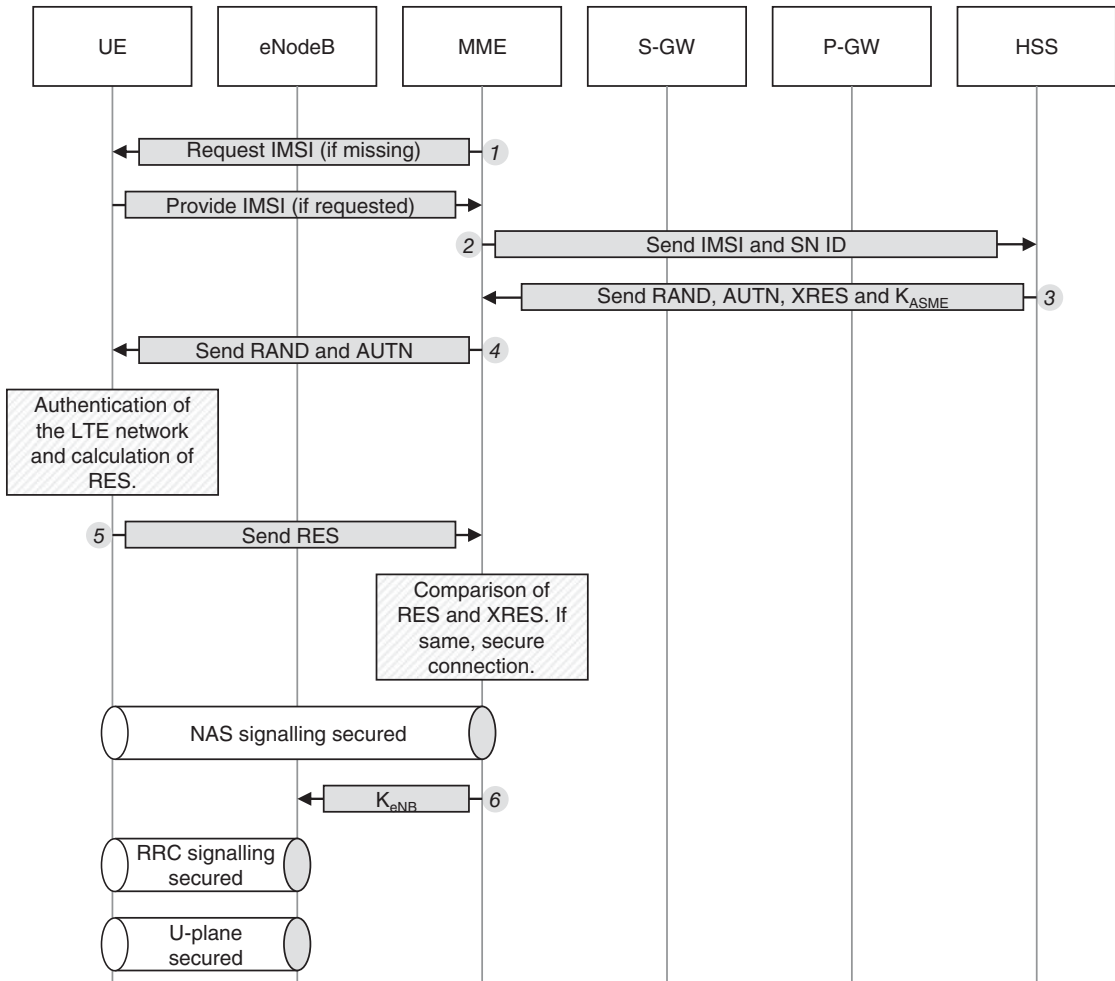 UE
eNodeB
MME
S-GW
P-GW
HSS
Request IMSI (if missing)
1
Provide IMSI (if requested)
2
Send IMSI and SN ID
Send RAND, AUTN, XRES and K_ASME
3
Send RAND and AUTN
4
Authentication of
the LTE network
and calculation of
RES.
5
Send RES
Comparison of
RES and XRES. If
same, secure
connection.
NAS signalling secured
K_eNB
6
RRC signalling
secured
U-plane
secured